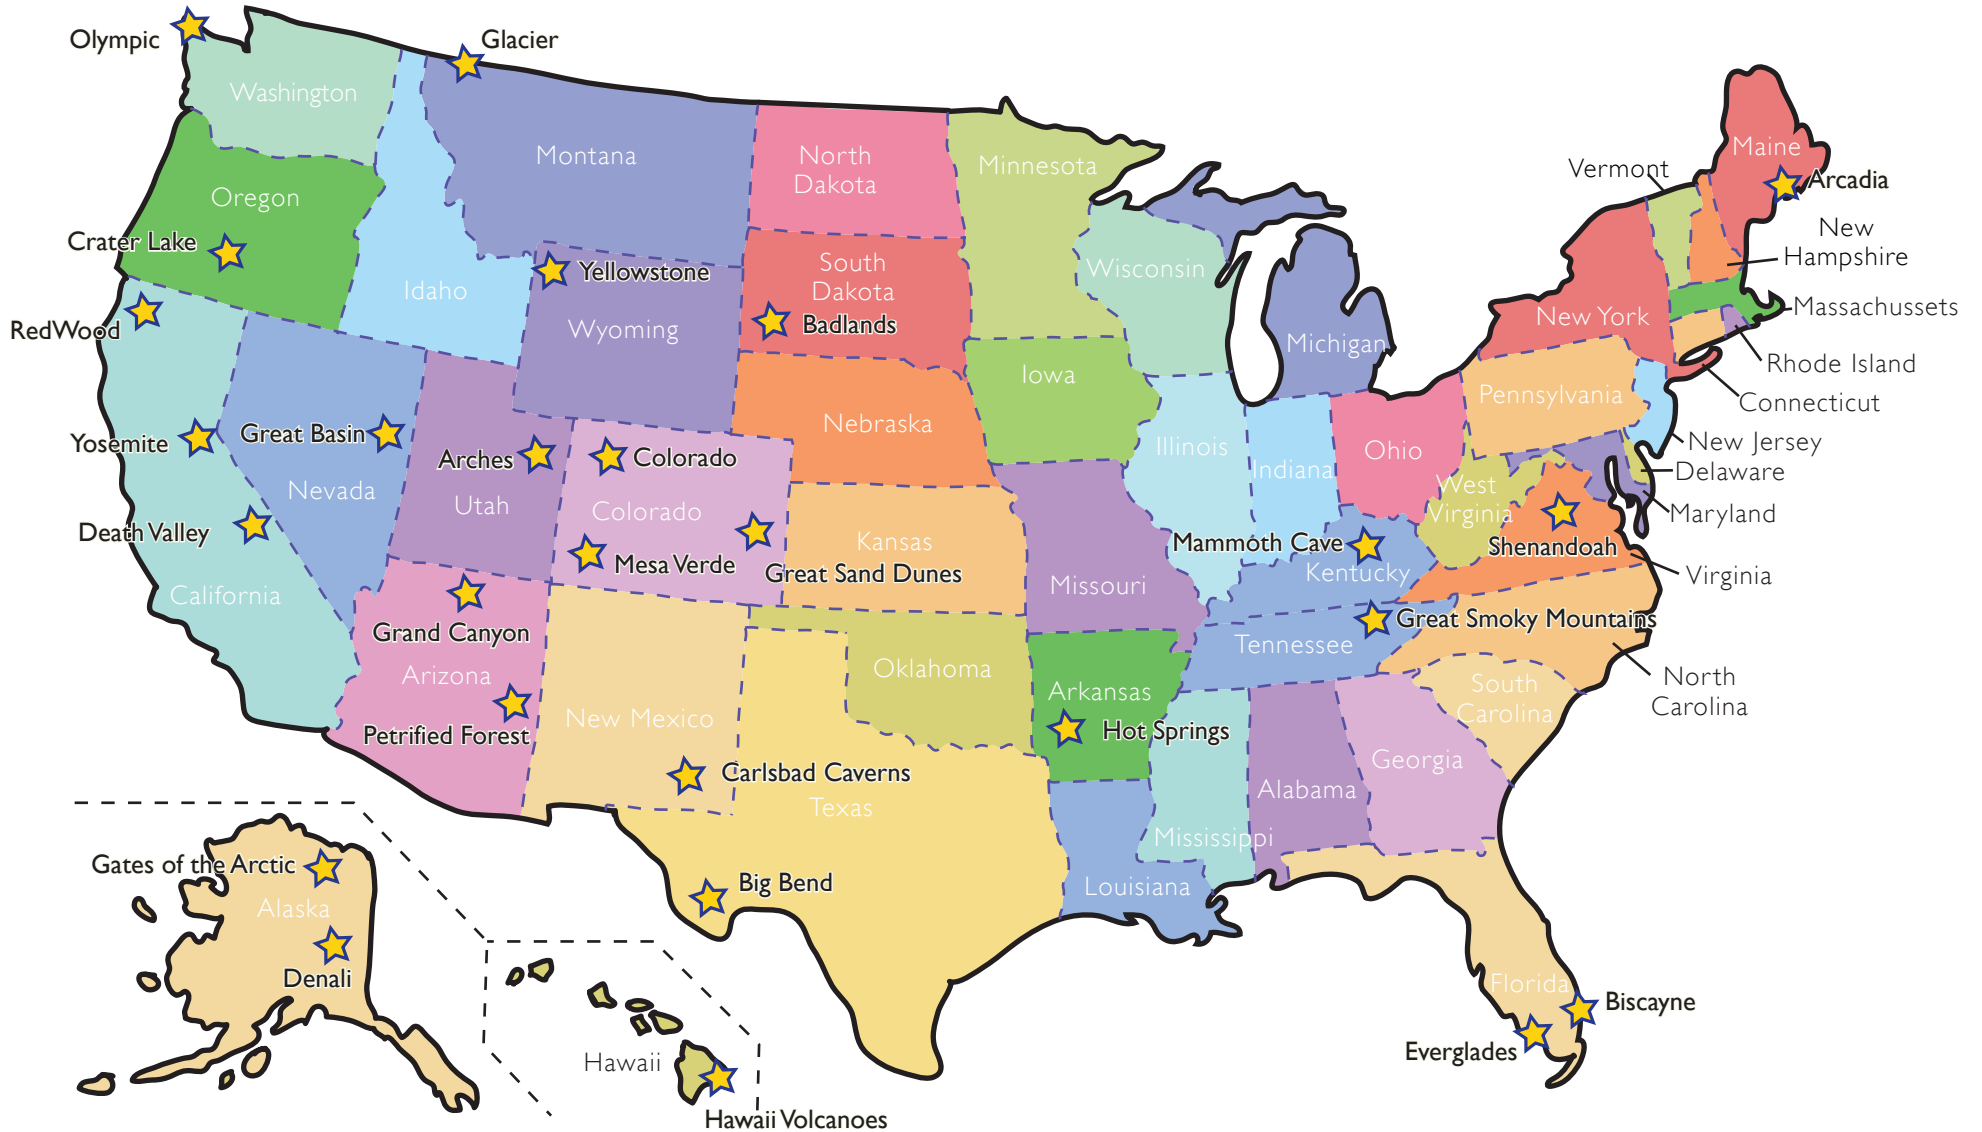 Olympic
Glacier
Washington
Montana
North
Dakota
Minnesota
Maine
Vermont
Arcadia
Oregon
New
Hampshire
Crater Lake
Yellowstone
South
Dakota
Wisconsin
Idaho
Massachussets
RedWood
Wyoming
Badlands
New York
Michigan
Rhode Island
Iowa
Pennsylvania
Connecticut
Yosemite
Great Basin
Nebraska
New Jersey
Arches
Colorado
Illinois
Indiana
Ohio
Delaware
Nevada
Utah
Colorado
West
Virginia
Maryland
Death Valley
Kansas
Mammoth Cave
Shenandoah
Mesa Verde
Great Sand Dunes
Missouri
Kentucky
Virginia
California
Grand Canyon
Great Smoky Mountains
Tennessee
Arizona
Oklahoma
Arkansas
South
Carolina
North
Carolina
New Mexico
Petrified Forest
Hot Springs
Georgia
Carlsbad Caverns
Texas
Alabama
Mississippi
Gates of the Arctic
Big Bend
Louisiana
Alaska
Denali
Florida
Biscayne
Everglades
Hawaii
Hawaii Volcanoes